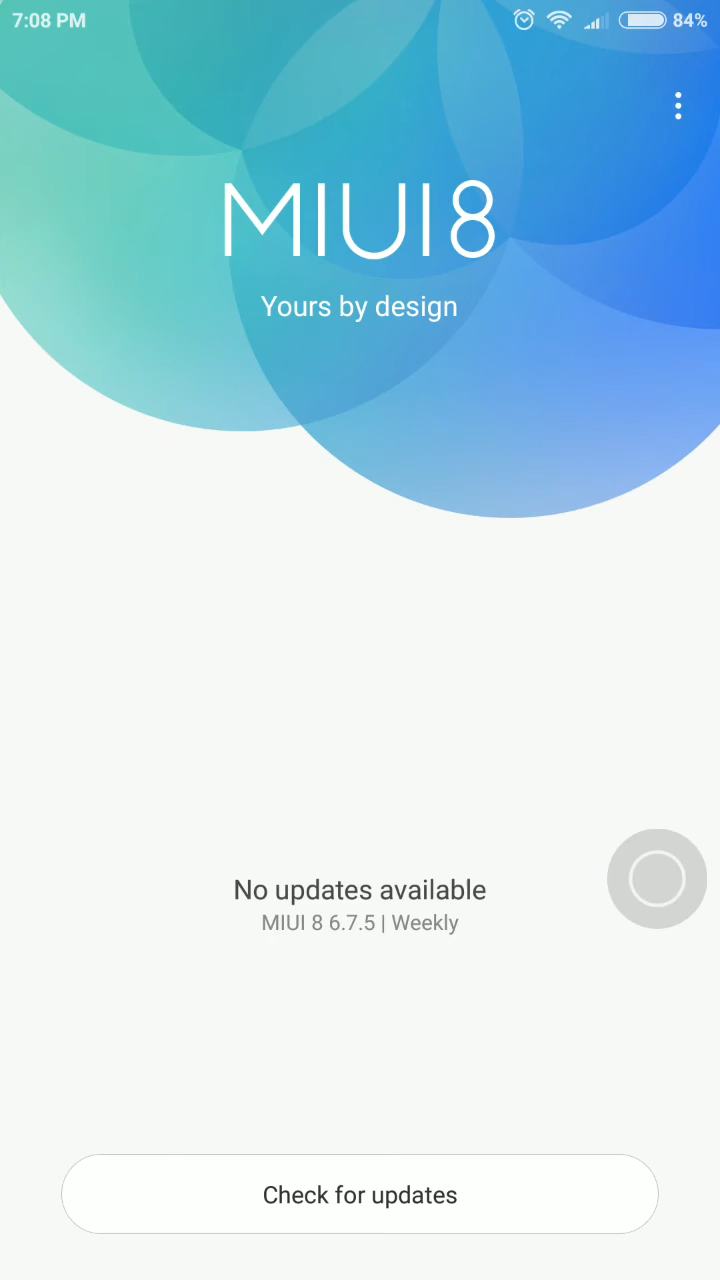 7:08 PM 84%
MIUI8
Yours by design
No updates available
MIUI 8 6.7.5 | Weekly
Check for updates